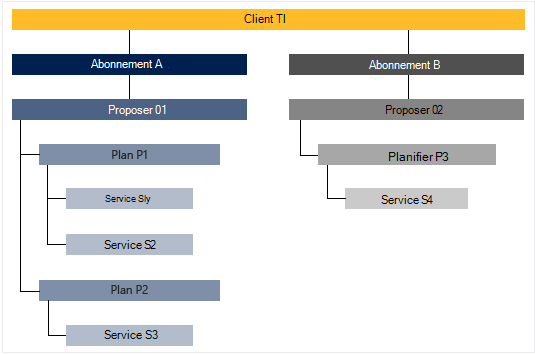 Client TI
Abonnement A
Proposer 01
Plan P1
Service Sly
Service S2
Plan P2
Service S3
Abonnement B
Proposer 02
Planifier P3
Service S4